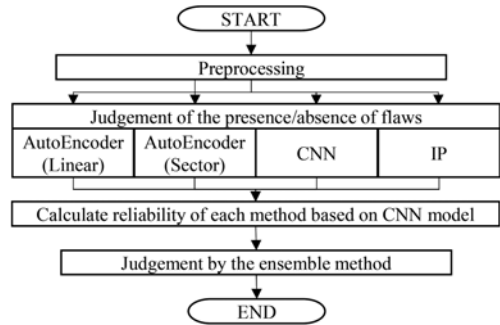 START
Preprocessing
Judgement of the presence/absence of flaws
AutoEncoder
(Linear)
AutoEncoder
(Sector)
CNN
IP
Calculate reliability of each method based on CNN model
Judgement by the ensemble method
END